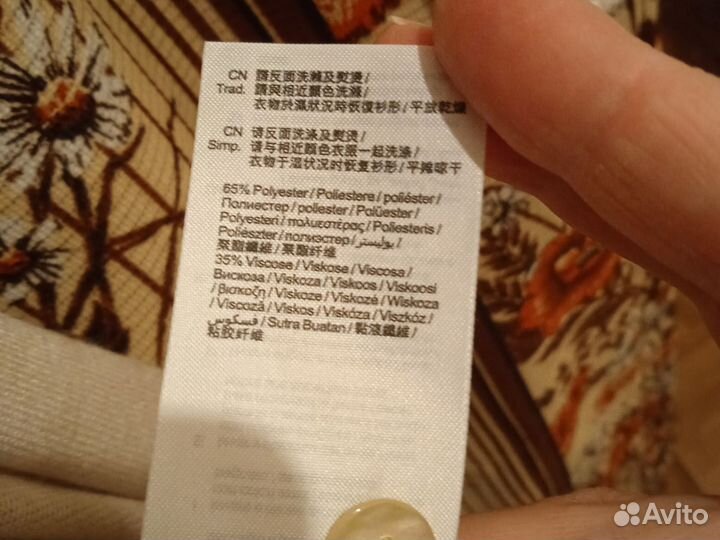 CN 請反面洗滌及熨燙/
Trad. 請與相近顏色洗滌/
衣物於濕狀況時恢復衫形/平放乾燥
CN 请反面洗涤及熨烫/
Simp. 请与相近颜色衣服一起洗涤/
衣物于湿状况时恢复衫形/平摊晾干
65% Polyester/Poliestere/poliéster/
Полиестер/poliester/Polüester/
Polyesteri/πολυεστέρας/Poliesteris/
Poliészter/полиэстер/بوليستر/
聚酯纖維/聚酯纤维
35% Viscose/Viskose/Viscosa/
Вискоза/Viskoza/Viskoos/Viskoosi
/βισκόζη/Viskoze/Viskozė/Wiskoza
/Viscoză/Viskos/Viskóza/Viszkóz/
فسكوس/Sutra Buatan/黏液纖維/
粘胶纤维
Avito